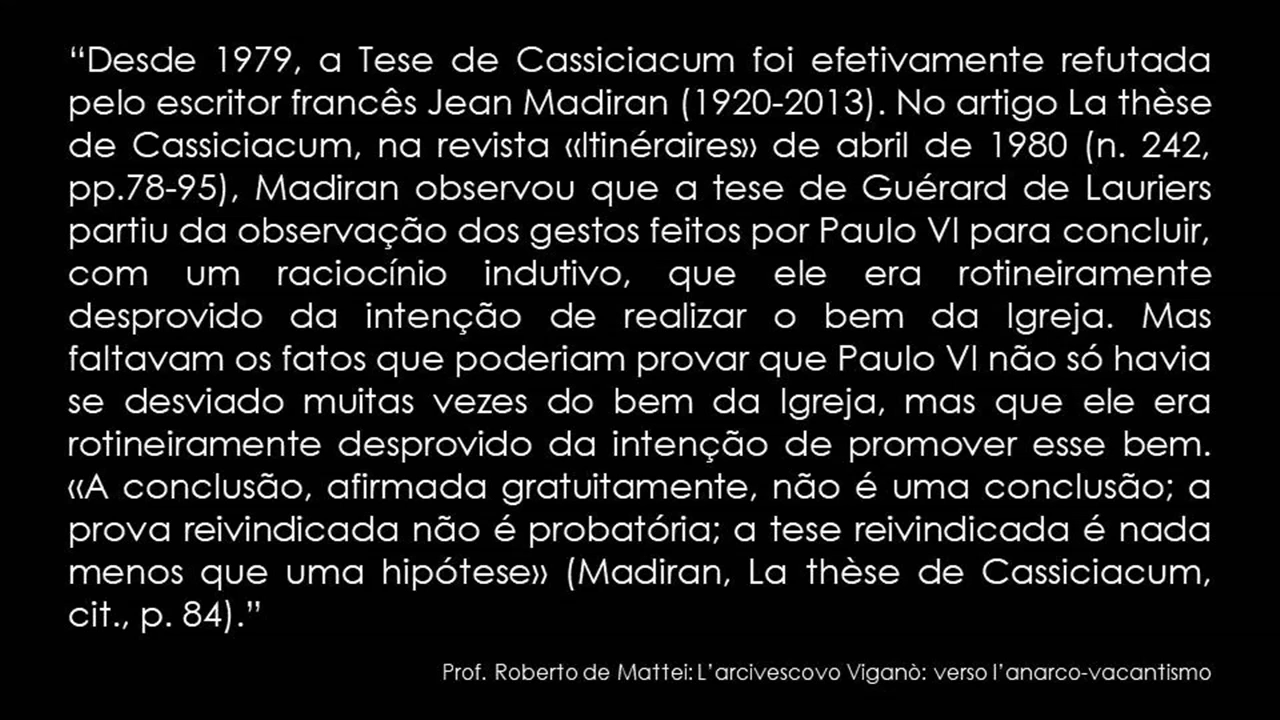 “Desde 1979, a Tese de Cassiciacum foi efetivamente refutada
pelo escritor francês Jean Madiran (1920-2013). No artigo La thèse
de Cassiciacum, na revista «Itinéraires» de abril de 1980 (n. 242,
pp.78-95), Madiran observou que a tese de Guérard de Lauriers
partiu da observação dos gestos feitos por Paulo VI para concluir,
com um raciocínio indutivo, que ele era rotineiramente
desprovido da intenção de realizar o bem da Igreja. Mas
faltavam os fatos que poderiam provar que Paulo VI não só havia
se desviado muitas vezes do bem da Igreja, mas que ele era
rotineiramente desprovido da intenção de promover esse bem.
«A conclusão, afirmada gratuitamente, não é uma conclusão; a
prova reivindicada não é probatória; a tese reivindicada é nada
menos que uma hipótese» (Madiran, La thèse de Cassiciacum,
cit., p. 84).”
Prof. Roberto de Mattei: L’arcivescovo Viganò: verso l’anarco-vacantismo